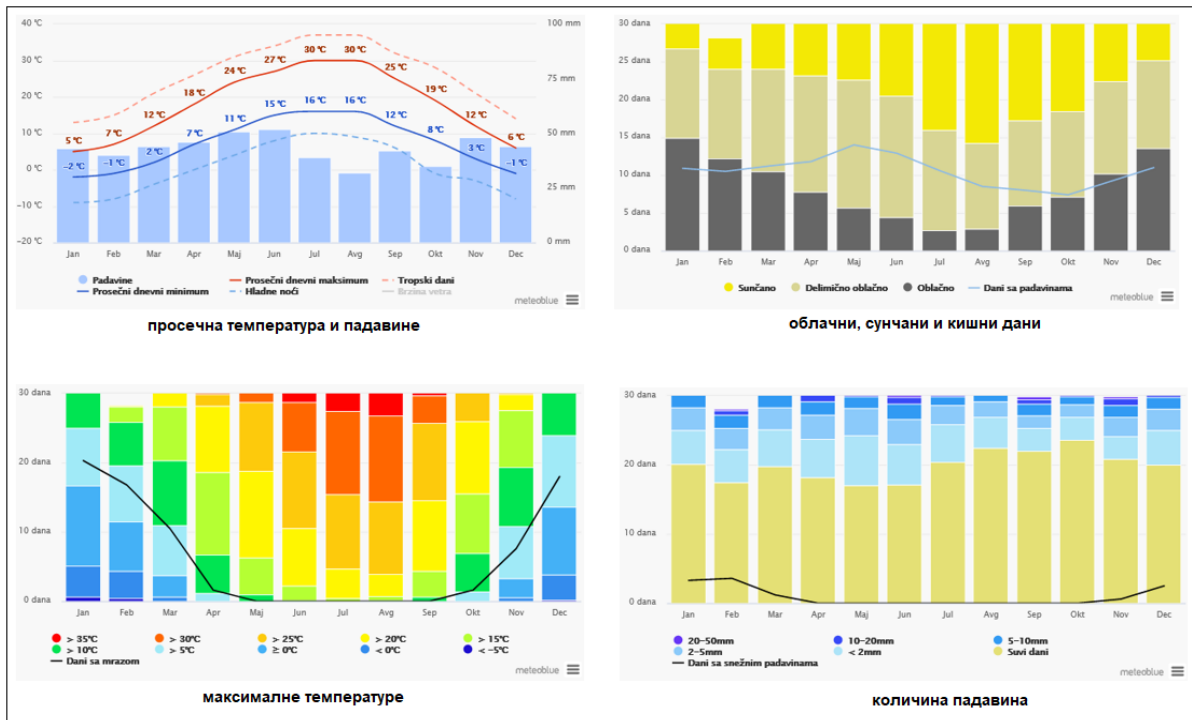 40 °C
100 mm
30 °C
20 °C
75 mm
10 °C
50 mm
0 °C
25 mm
−10 °C
−20 °C
0 mm
5 °C 7 °C 12 °C 18 °C 24 °C 27 °C 30 °C 30 °C 25 °C 19 °C 12 °C 6 °C
−2 °C −1 °C 2 °C 7 °C 11 °C 15 °C 16 °C 16 °C 12 °C 8 °C 3 °C −1 °C
Jan Feb Mar Apr Maj Jun Jul Avg Sep Okt Nov Dec
Padavine Prosečni dnevni maksimum Tropski dani
Prosečni dnevni minimum Hladne noći Brzina vetra
meteoblue
просечна температура и падавине
30 dana
25 dana
20 dana
15 dana
10 dana
5 dana
0 dana
Jan Feb Mar Apr Maj Jun Jul Avg Sep Okt Nov Dec
Sunčano Delimično oblačno Oblačno Dani sa padavinama
meteoblue
облачни, сунчани и кишни дани
30 dana
20 dana
10 dana
0 dana
Jan Feb Mar Apr Maj Jun Jul Avg Sep Okt Nov Dec
> 35°C > 30°C > 25°C > 20°C > 15°C
> 10°C > 5°C ≥ 0°C < 0°C < −5°C
Dani sa mrazom
meteoblue
максималне температуре
30 dana
20 dana
10 dana
0 dana
Jan Feb Mar Apr Maj Jun Jul Avg Sep Okt Nov Dec
20−50mm 10−20mm 5−10mm
2−5mm < 2mm Suvi dani
Dani sa snežnim padavinama
meteoblue
количина падавина